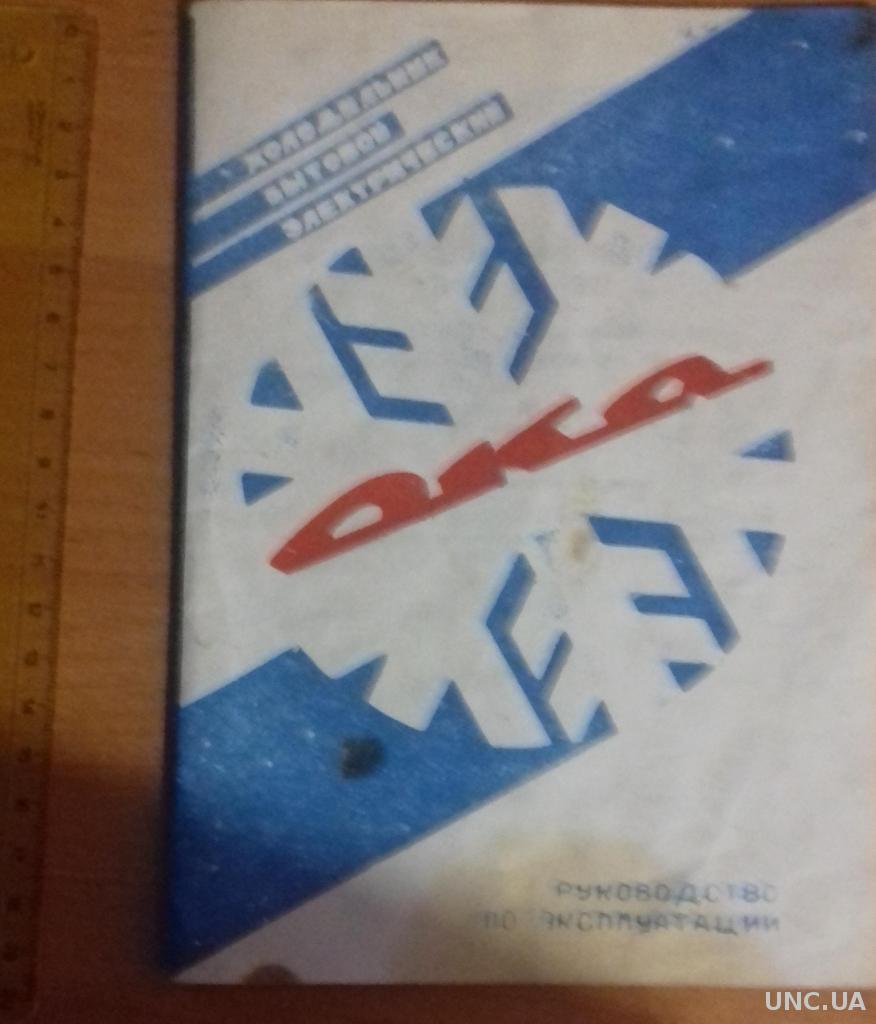 ХОЛОДИЛЬНИК
БЫТОВОЙ
ЭЛЕКТРИЧЕСКИЙ
Ока
РУКОВОДСТВО
ПО ЭКСПЛУАТАЦИИ
UNC.UA